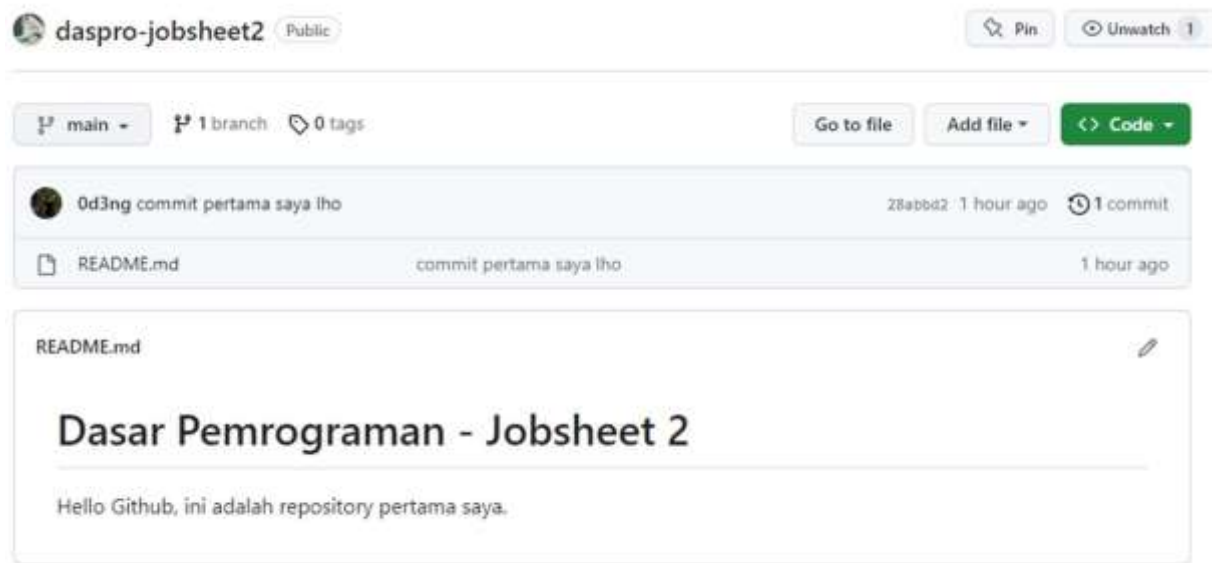 daspro-jobsheet2 Public Pin Unwatch 1
main 1 branch 0 tags Go to file Add file <> Code
0d3ng commit pertama saya lho 28abbd2 1 hour ago 1 commit
README.md commit pertama saya lho 1 hour ago
README.md
Dasar Pemrograman - Jobsheet 2
Hello Github, ini adalah repository pertama saya.